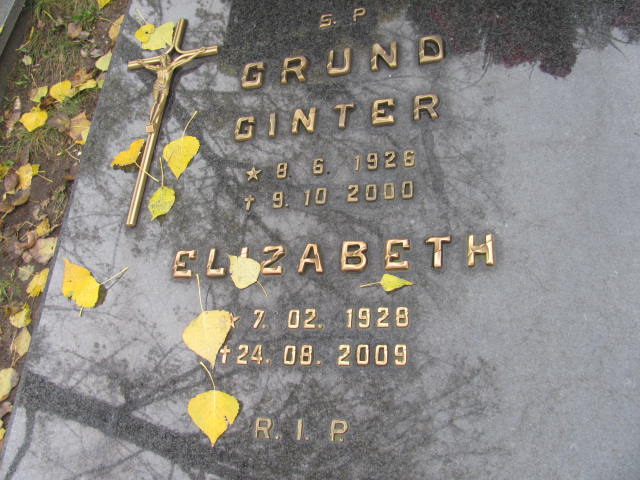 S. P
GRUND
GINTER
* 8. 6. 1926
† 9. 10 2000
ELIZABETH
* 7. 02. 1928
† 24. 08. 2009
R. I. P.